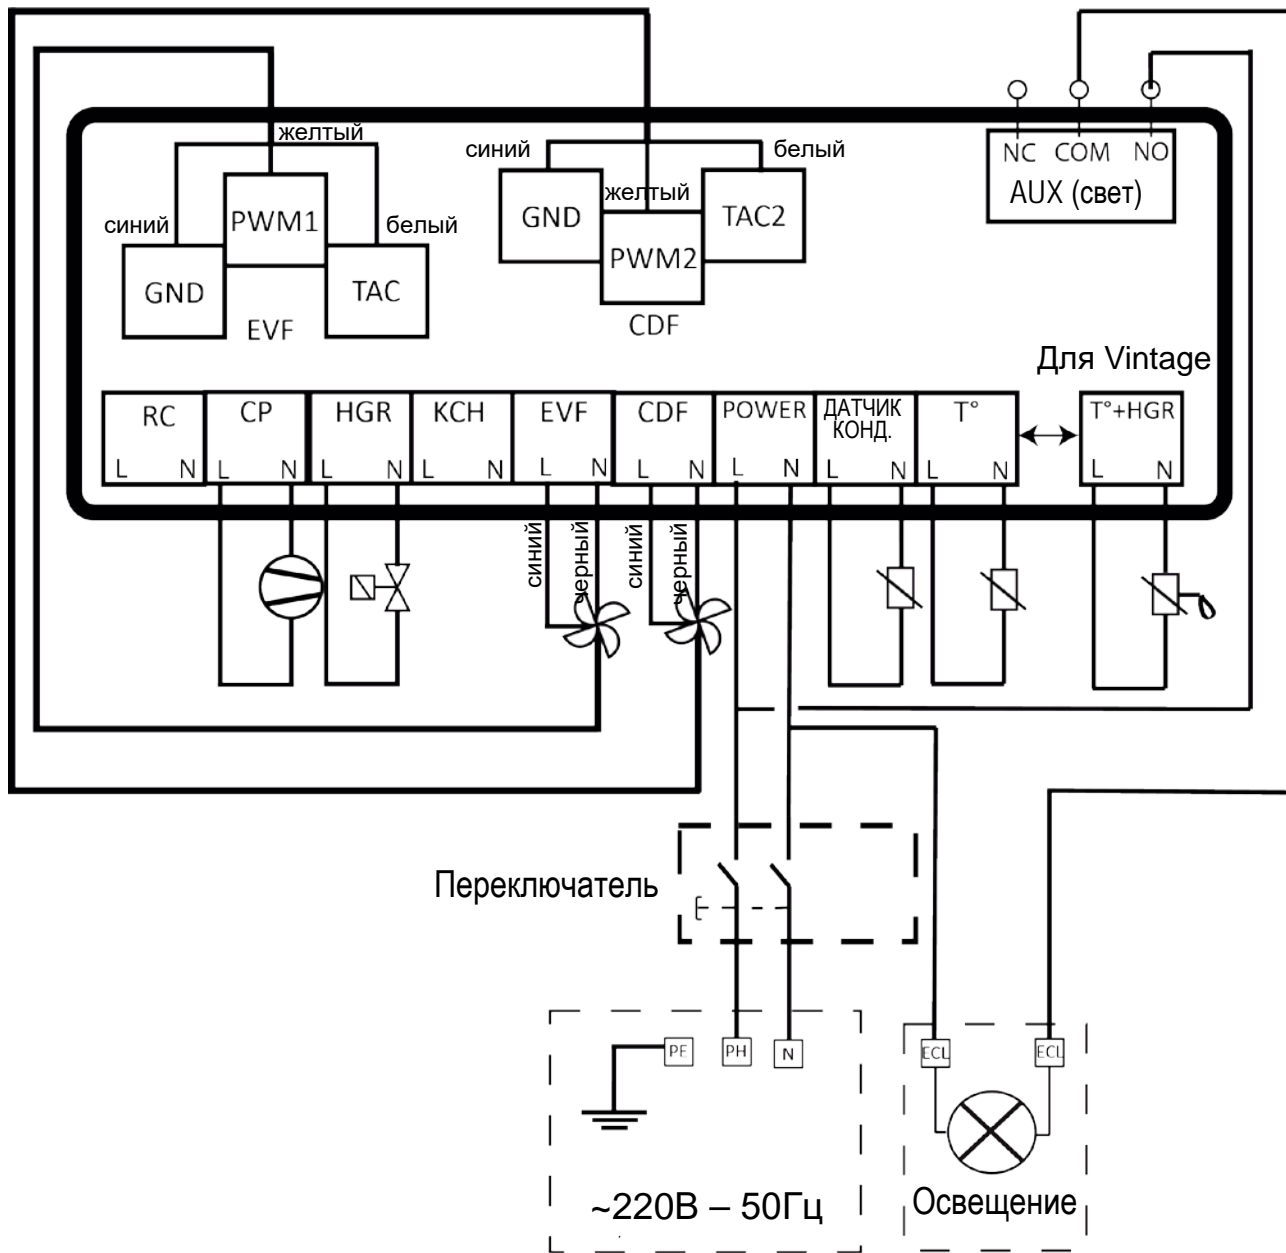 желтый
синий
белый
NC COM NO
AUX (свет)
синий
PWM1
белый
желтый
GND
TAC2
PWM2
GND
TAC
EVF
CDF
Для Vintage
RC
CP
HGR
KCH
EVF
CDF
POWER
ДАТЧИК
КОНД.
T°
T°+HGR
L N
L N
L N
L N
L N
L N
L N
L N
L N
L N
синий
черный
синий
черный
Переключатель
PE
PH
N
ECL
ECL
~220В – 50Гц
Освещение